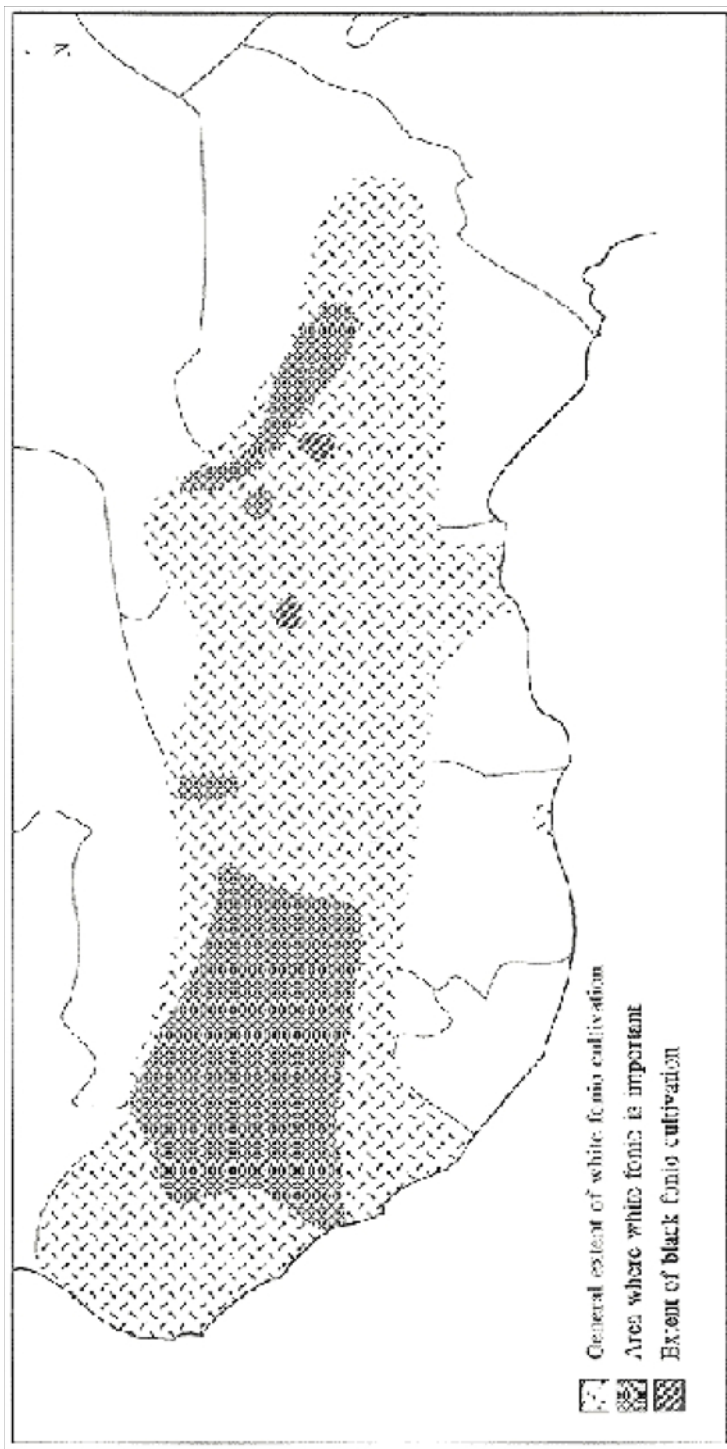 General extent of white fonio cultivation
Area where white fonio is important
Extent of black fonio cultivation